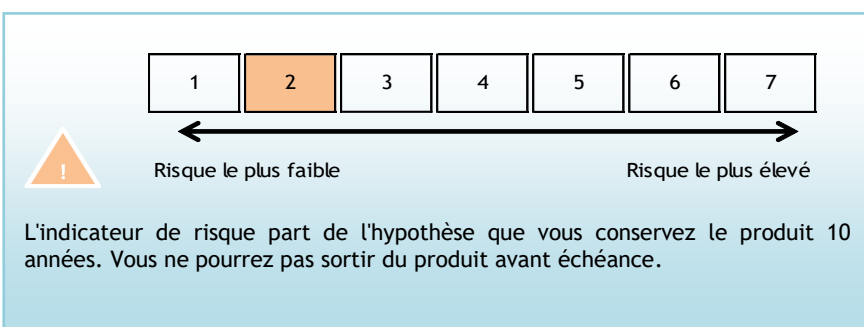 1 2 3 4 5 6 7
Risque le plus faible Risque le plus élevé
!
L'indicateur de risque part de l'hypothèse que vous conservez le produit 10
années. Vous ne pourrez pas sortir du produit avant échéance.